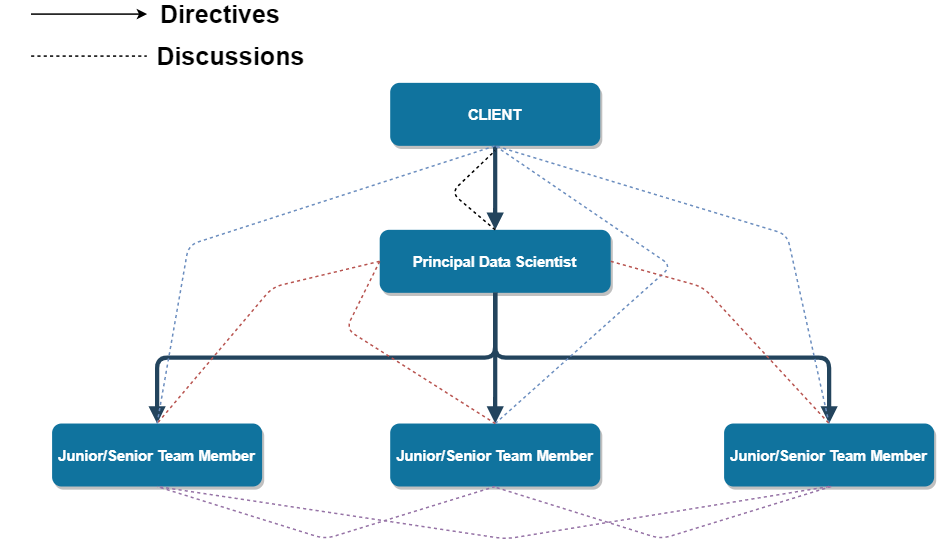 Directives
Discussions
CLIENT
Principal Data Scientist
Junior/Senior Team Member
Junior/Senior Team Member
Junior/Senior Team Member